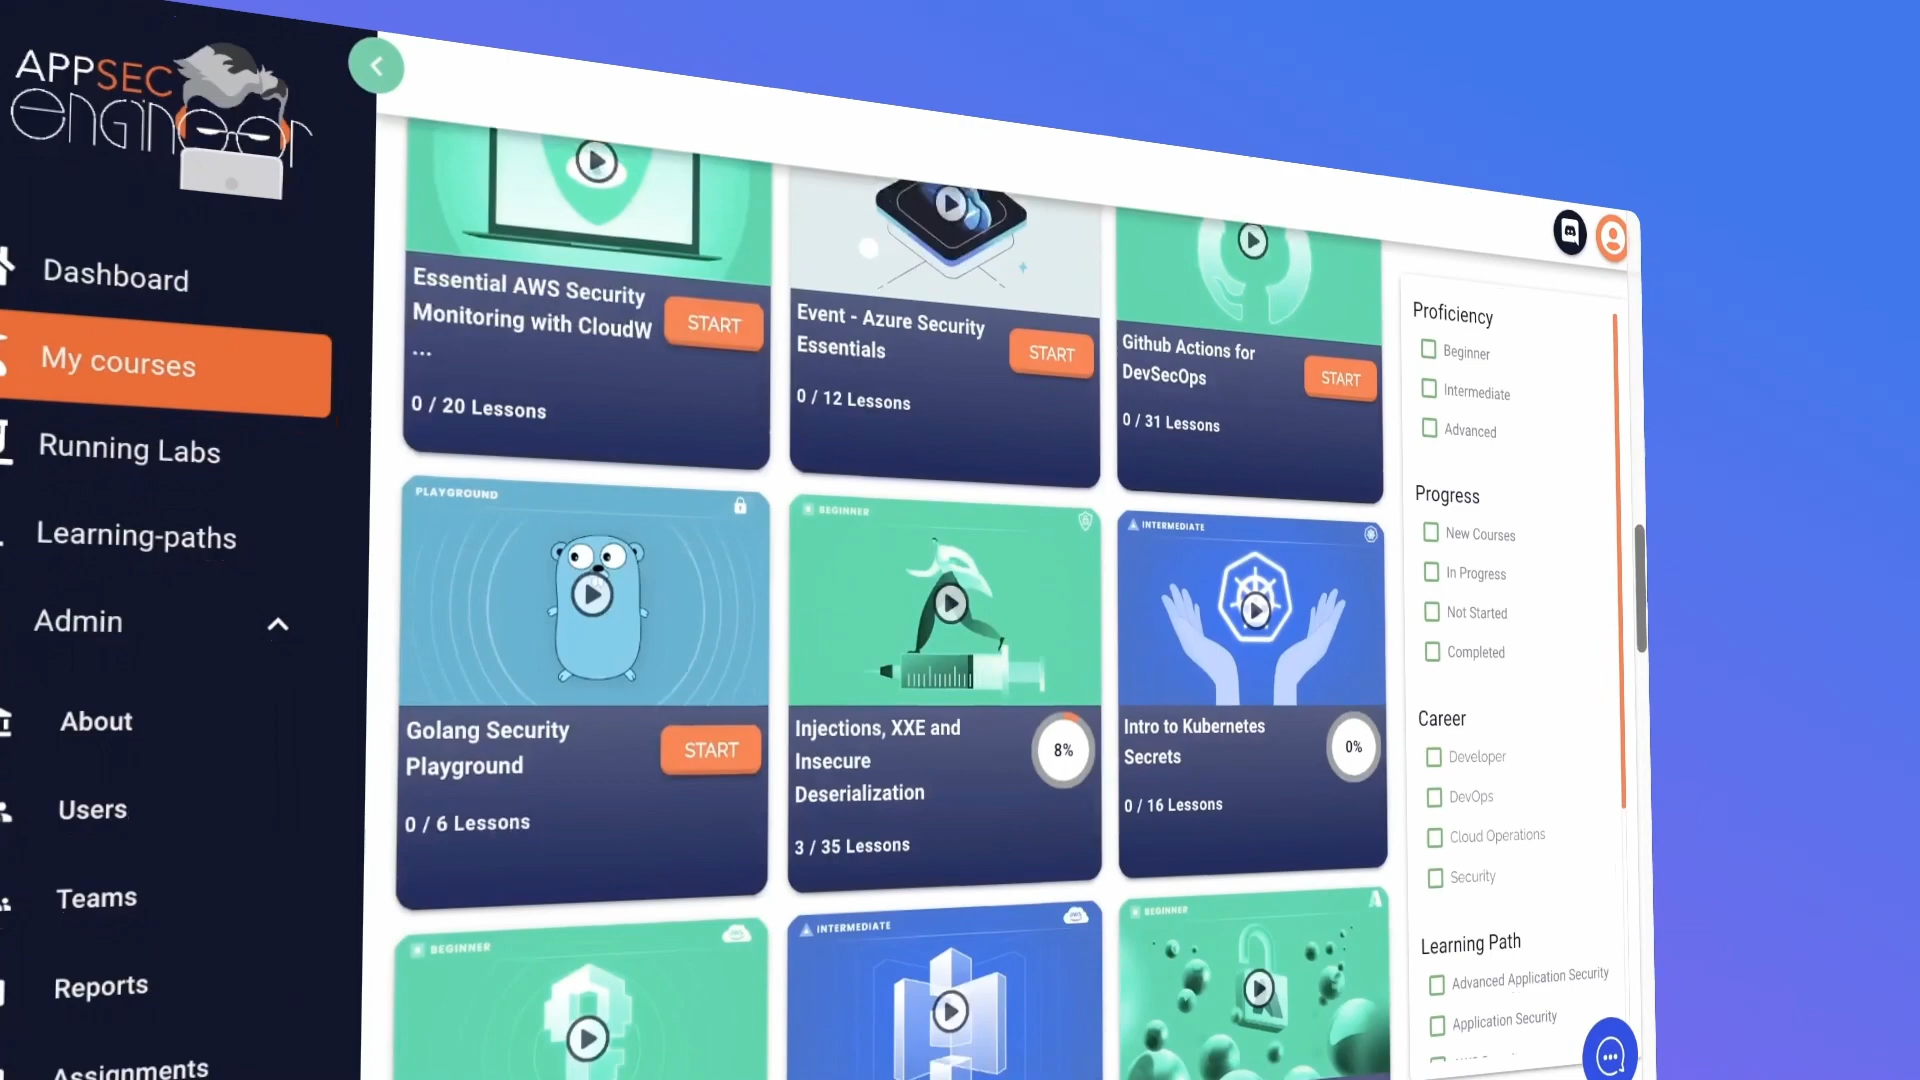 APPSEC
engineer
Dashboard
My courses
Running Labs
Learning-paths
Admin
About
Users
Teams
Reports
Assignments
Essential AWS Security
Monitoring with CloudW
...
START
0 / 20 Lessons
Event - Azure Security
Essentials
START
0 / 12 Lessons
Github Actions for
DevSecOps
START
0 / 31 Lessons
PLAYGROUND
Golang Security
Playground
START
0 / 6 Lessons
BEGINNER
Injections, XXE and
Insecure
Deserialization
8%
3 / 35 Lessons
INTERMEDIATE
Intro to Kubernetes
Secrets
0%
0 / 16 Lessons
BEGINNER
INTERMEDIATE
BEGINNER
Proficiency
Beginner
Intermediate
Advanced
Progress
New Courses
In Progress
Not Started
Completed
Career
Developer
DevOps
Cloud Operations
Security
Learning Path
Advanced Application Security
Application Security